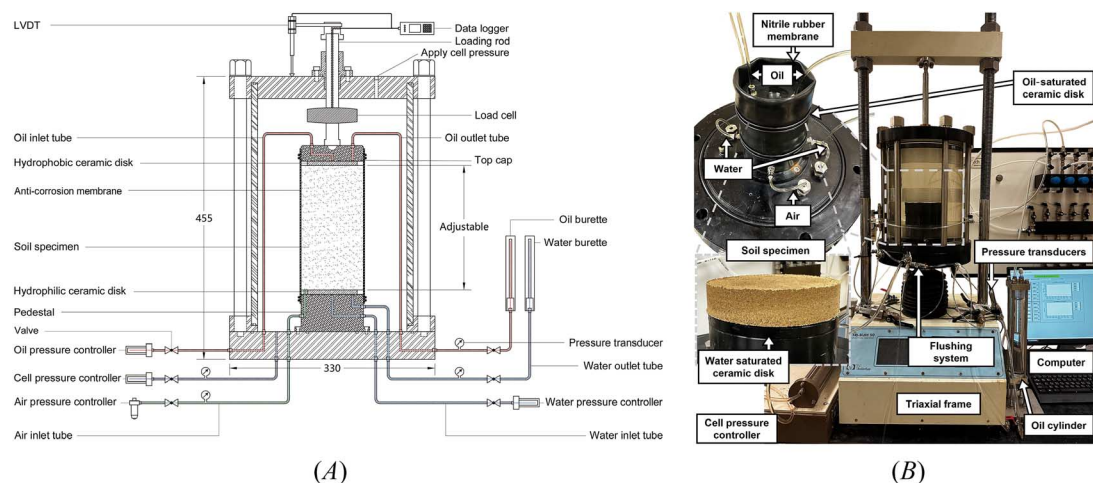 LVDT
Data logger
Loading rod
Apply cell pressure
455
Load cell
Oil inlet tube
Oil outlet tube
Hydrophobic ceramic disk
Top cap
Anti-corrosion membrane
Adjustable
Oil burette
Water burette
Soil specimen
Hydrophilic ceramic disk
Pedestal
Valve
Oil pressure controller
Pressure transducer
330
Water outlet tube
Cell pressure controller
Air pressure controller
Water pressure controller
Air inlet tube
Water inlet tube
(A)
Nitrile rubber
membrane
Oil
Oil-saturated
ceramic disk
Water
Air
Soil specimen
Pressure transducers
Water saturated
ceramic disk
Flushing
system
Computer
Triaxial frame
Cell pressure
controller
Oil cylinder
(B)